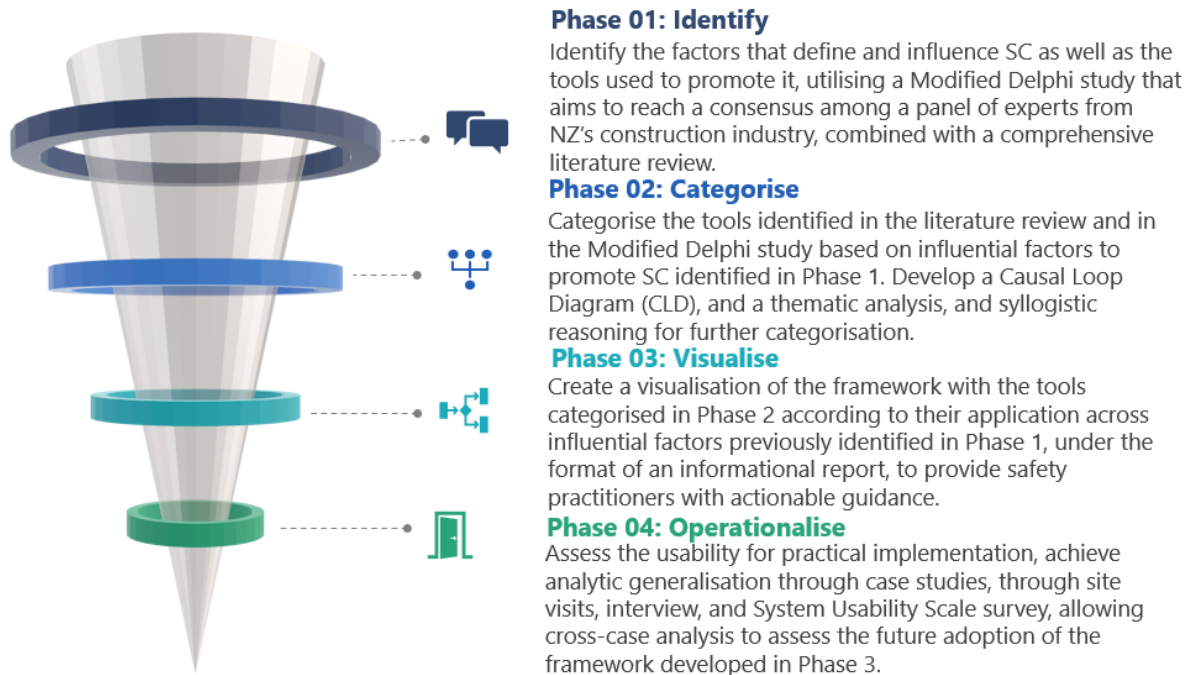 Phase 01: Identify
Identify the factors that define and influence SC as well as the
tools used to promote it, utilising a Modified Delphi study that
aims to reach a consensus among a panel of experts from
NZ’s construction industry, combined with a comprehensive
literature review.
Phase 02: Categorise
Categorise the tools identified in the literature review and in
the Modified Delphi study based on influential factors to
promote SC identified in Phase 1. Develop a Causal Loop
Diagram (CLD), and a thematic analysis, and syllogistic
reasoning for further categorisation.
Phase 03: Visualise
Create a visualisation of the framework with the tools
categorised in Phase 2 according to their application across
influential factors previously identified in Phase 1, under the
format of an informational report, to provide safety
practitioners with actionable guidance.
Phase 04: Operationalise
Assess the usability for practical implementation, achieve
analytic generalisation through case studies, through site
visits, interview, and System Usability Scale survey, allowing
cross-case analysis to assess the future adoption of the
framework developed in Phase 3.